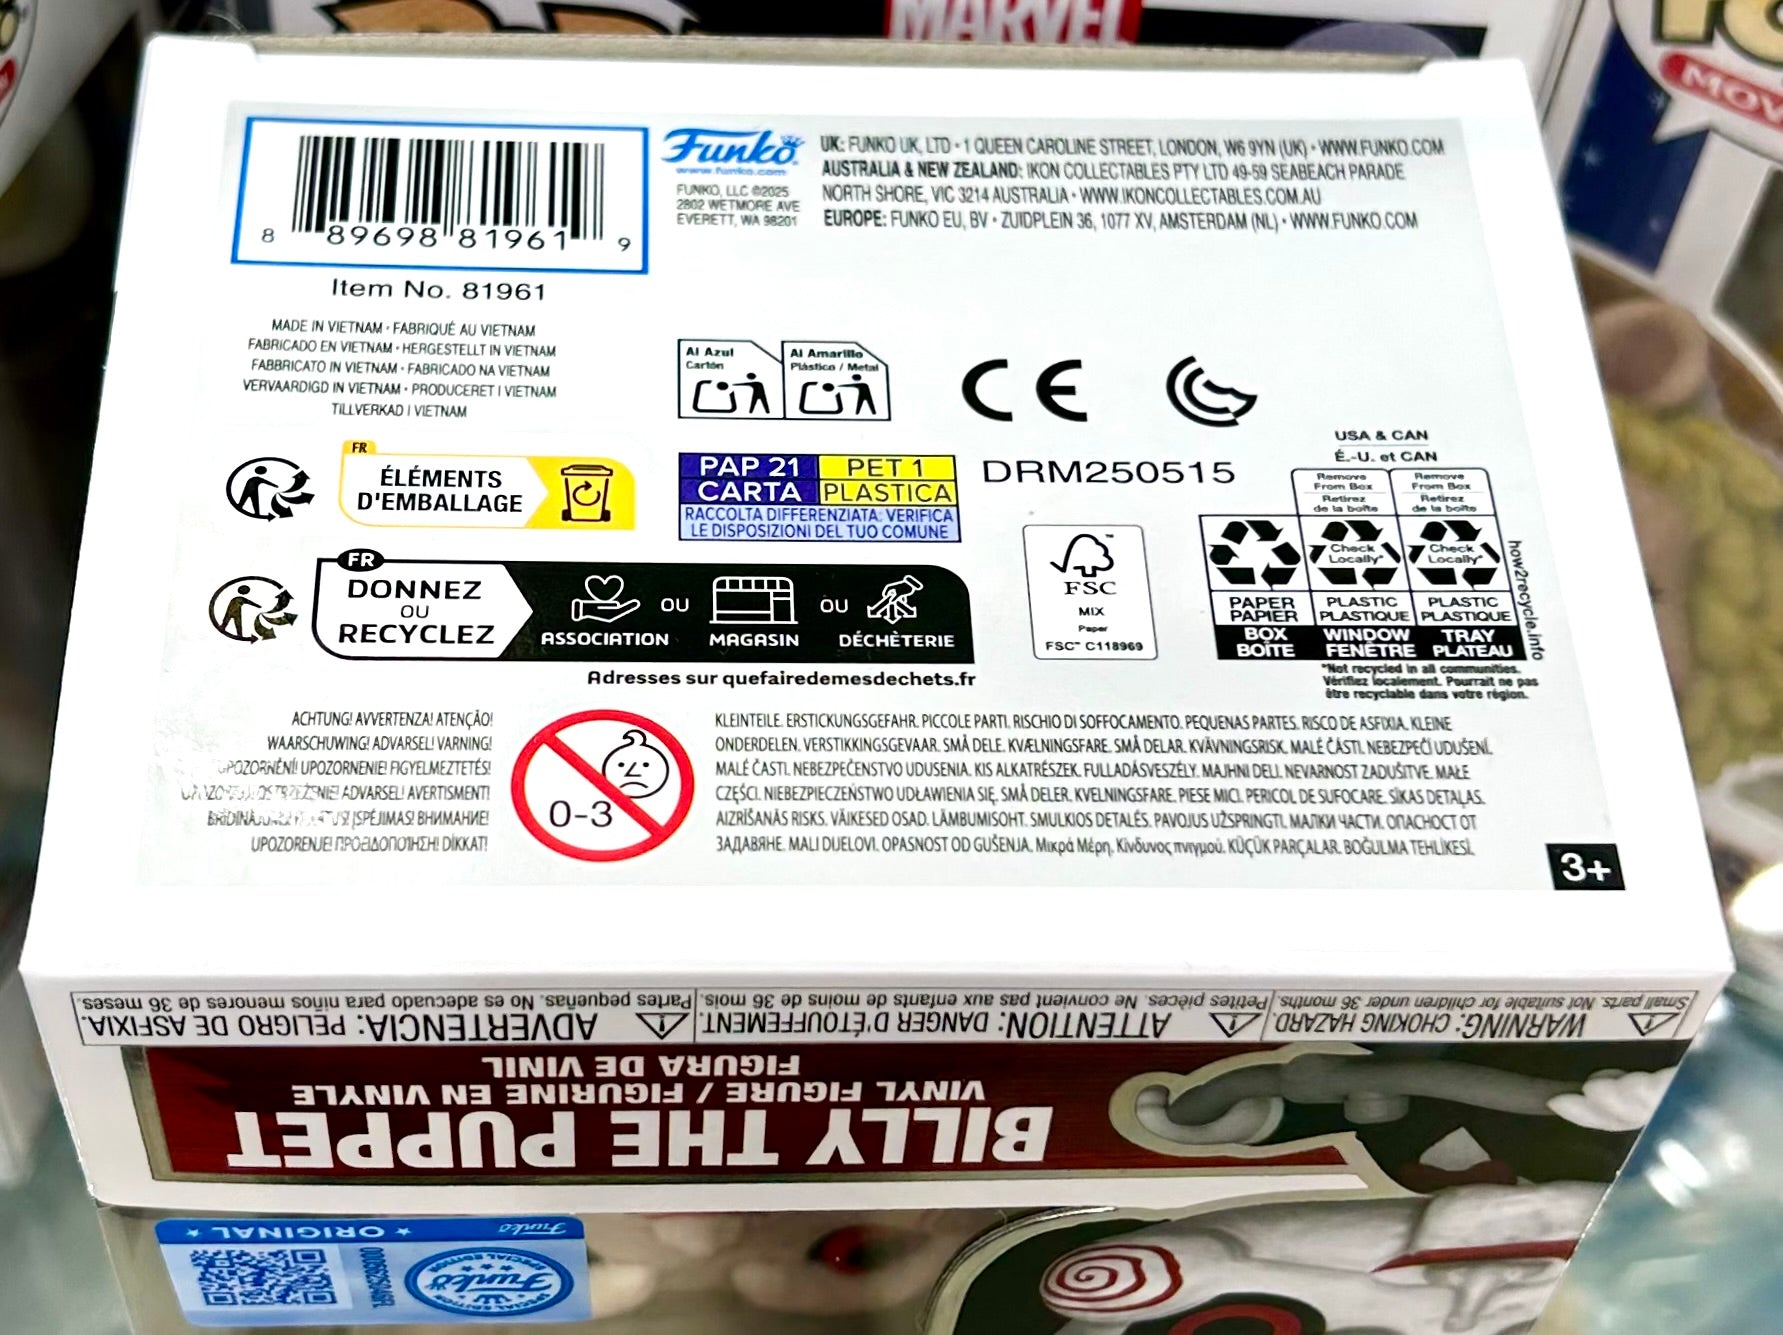 MARVEL
MOV
8 89698 81961 9
Item No. 81961
Funko
www.funko.com
FUNKO, LLC ©2025
2802 WETMORE AVE
EVERETT, WA 98201
UK: FUNKO UK, LTD • 1 QUEEN CAROLINE STREET, LONDON, W6 9YN (UK) • WWW.FUNKO.COM
AUSTRALIA & NEW ZEALAND: IKON COLLECTABLES PTY LTD 49-59 SEABEACH PARADE
NORTH SHORE, VIC 3214 AUSTRALIA • WWW.IKONCOLLECTABLES.COM.AU
EUROPE: FUNKO EU, BV • ZUIDPLEIN 36, 1077 XV, AMSTERDAM (NL) • WWW.FUNKO.COM
MADE IN VIETNAM • FABRIQUÉ AU VIETNAM
FABRICADO EN VIETNAM • HERGESTELLT IN VIETNAM
FABBRICATO IN VIETNAM • FABRICADO NA VIETNAM
VERVAARDIGD IN VIETNAM • PRODUCERET I VIETNAM
TILLVERKAD I VIETNAM
Al Azul
Cartón
Al Amarillo
Plástico / Metal
CE
FR
ÉLÉMENTS
D'EMBALLAGE
PAP 21
CARTA
PET 1
PLASTICA
RACCOLTA DIFFERENZIATA: VERIFICA
LE DISPOSIZIONI DEL TUO COMUNE
DRM250515
FR
DONNEZ
OU
RECYCLEZ
ASSOCIATION
OU
MAGASIN
OU
DÉCHÈTERIE
Adresses sur quefairedemesdechets.fr
FSC
MIX
Paper
FSC™ C118969
USA & CAN
É.-U. et CAN
Remove From Box
Retirez de la boîte
Remove From Box
Retirez de la boîte
Check Locally*
Check Locally*
PAPER
PAPIER
BOX
BOÎTE
PLASTIC
PLASTIQUE
WINDOW
FENÊTRE
PLASTIC
PLASTIQUE
TRAY
PLATEAU
how2recycle.info
*Not recycled in all communities.
Vérifiez localement. Pourrait ne pas
être recyclable dans votre région.
ACHTUNG! AVVERTENZA! ATENÇÃO!
WAARSCHUWING! ADVARSEL! VARNING!
UPOZORNENIE! FIGYELMEZTETÉS!
ADVARSEL! AVERTISMENT!
ĮSPĖJIMAS! ВНИМАНИЕ!
UPOZORENJE! ΠΡΟΕΙΔΟΠΟΙΗΣΗ! DİKKAT!
0-3
KLEINTEILE. ERSTICKUNGSGEFAHR. PICCOLE PARTI. RISCHIO DI SOFFOCAMENTO. PEQUENAS PARTES. RISCO DE ASFIXIA. KLEINE
ONDERDELEN. VERSTIKKINGSGEVAAR. SMÅ DELE. KVÆLNINGSFARE. SMÅ DELAR. KVÄVNINGSRISK. MALÉ ČÁSTI. NEBEZPEČÍ UDUŠENÍ.
MALÉ ČASTI. NEBEZPEČENSTVO UDUSENIA. KIS ALKATRÉSZEK. FULLADÁSVESZÉLY. MAJHNI DELI. NEVARNOST ZADUŠITVE. MAŁE
CZĘŚCI. NIEBEZPIECZEŃSTWO UDŁAWIENIA SIĘ. SMÅ DELER. KVELNINGSFARE. PIESE MICI. PERICOL DE SUFOCARE. SĪKAS DETAĻAS.
AIZRĪŠANĀS RISKS. VÄIKESED OSAD. LÄMBUMISOHT. SMULKIOS DETALĖS. PAVOJUS UŽSPRINGTI. МАЛКИ ЧАСТИ. ОПАСНОСТ ОТ
ЗАДАВЯНЕ. MALI DIJELOVI. OPASNOST OD GUŠENJA. Μικρά Μέρη. Κίνδυνος πνιγμού. KÜÇÜK PARÇALAR. BOĞULMA TEHLİKESİ.
3+
WARNING: CHOKING HAZARD.
Small parts. Not suitable for children under 36 months.
ATTENTION: DANGER D'ÉTOUFFEMENT.
Petites pièces. Ne convient pas aux enfants de moins de 36 mois.
ADVERTENCIA: PELIGRO DE ASFIXIA.
Partes pequeñas. No es adecuado para niños menores de 36 meses.
BILLY THE PUPPET
VINYL FIGURE / FIGURINE EN VINYLE
FIGURA DE VINIL
Funko
ORIGINAL
Funko
SPECIAL EDITION
SPECIAL EDITION